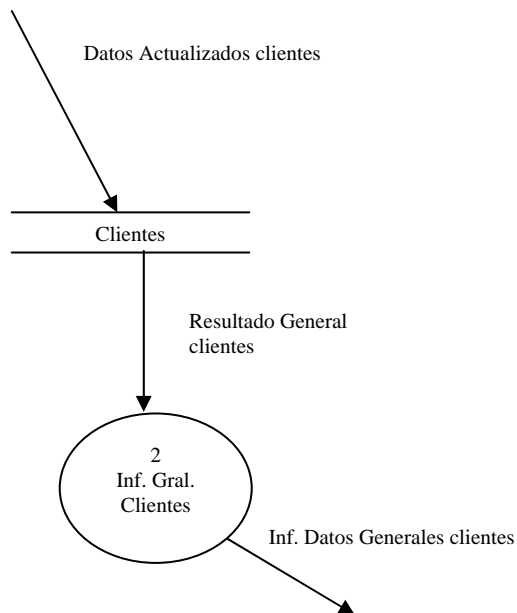 Datos Actualizados clientes
Clientes
Resultado General
clientes
2
Inf. Gral.
Clientes
Inf. Datos Generales clientes